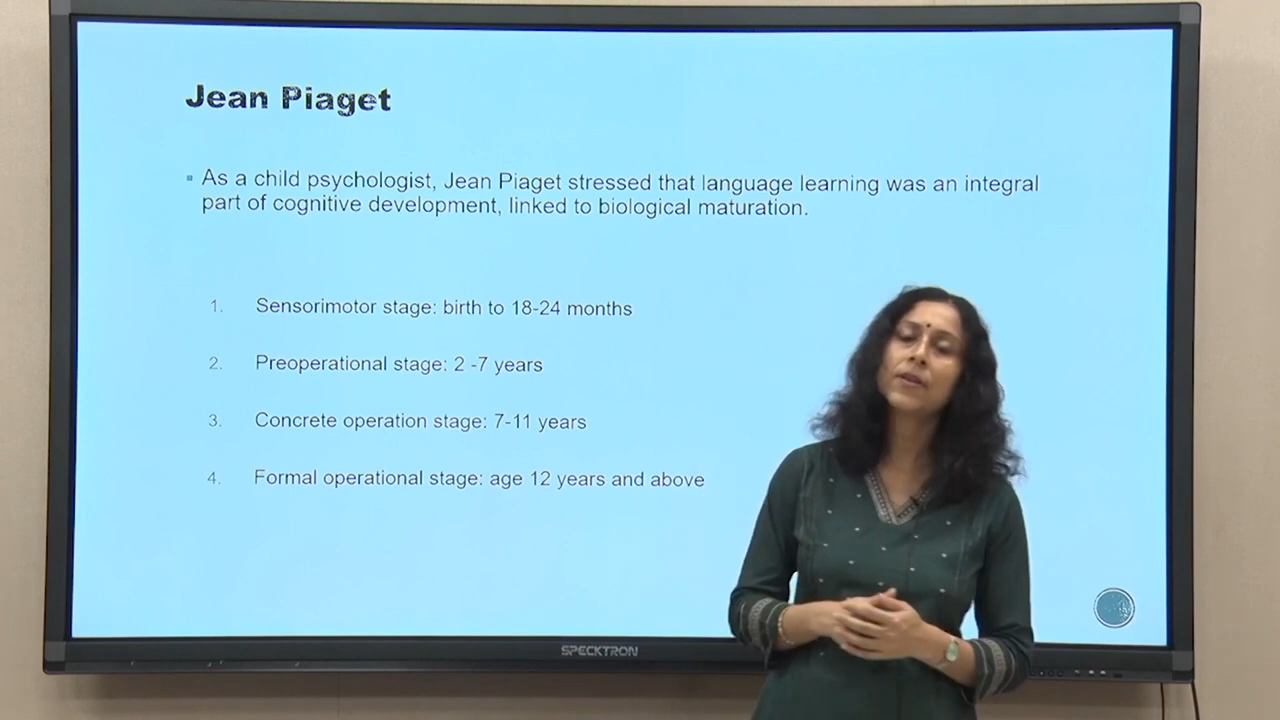 Jean Piaget
▪ As a child psychologist, Jean Piaget stressed that language learning was an integral
part of cognitive development, linked to biological maturation.
1. Sensorimotor stage: birth to 18-24 months
2. Preoperational stage: 2 -7 years
3. Concrete operation stage: 7-11 years
4. Formal operational stage: age 12 years and above
SPECKTRON